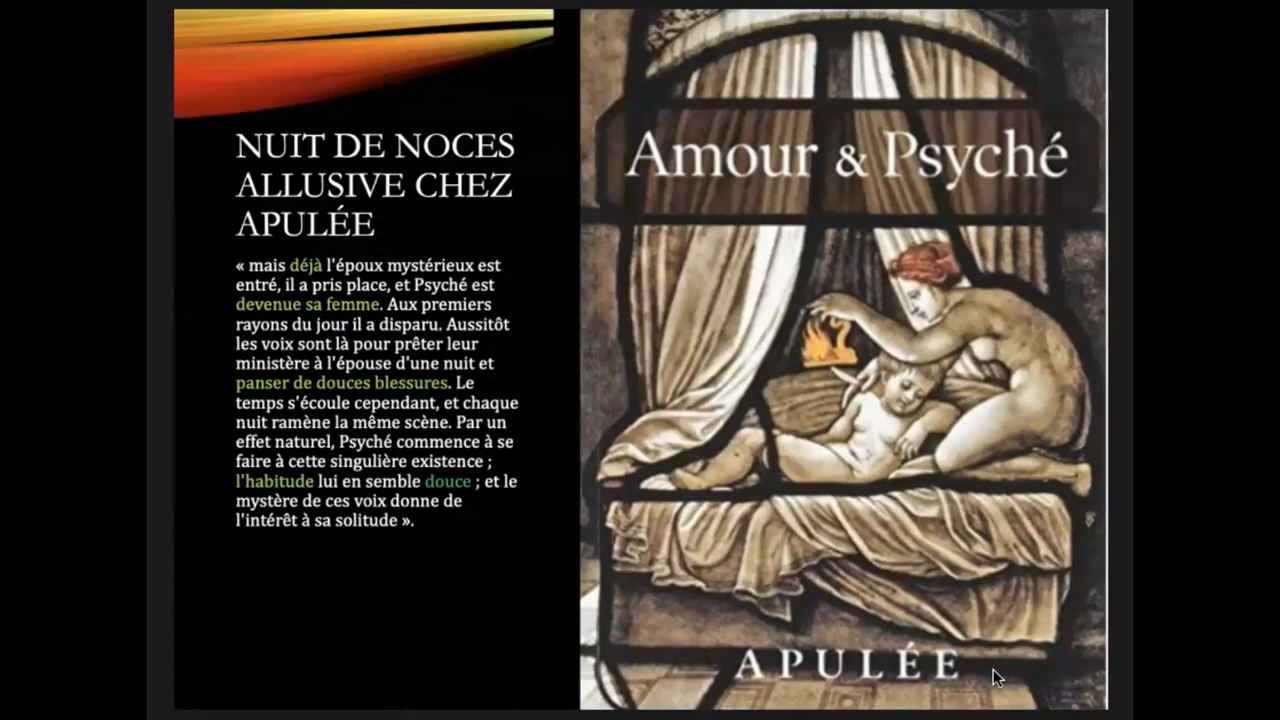 NUIT DE NOCES
ALLUSIVE CHEZ
APULÉE
« mais déjà l'époux mystérieux est
entré, il a pris place, et Psyché est
devenue sa femme. Aux premiers
rayons du jour il a disparu. Aussitôt
les voix sont là pour prêter leur
ministère à l'épouse d'une nuit et
panser de douces blessures. Le
temps s'écoule cependant, et chaque
nuit ramène la même scène. Par un
effet naturel, Psyché commence à se
faire à cette singulière existence ;
l'habitude lui en semble douce ; et le
mystère de ces voix donne de
l'intérêt à sa solitude ».
Amour & Psyché
APULÉE